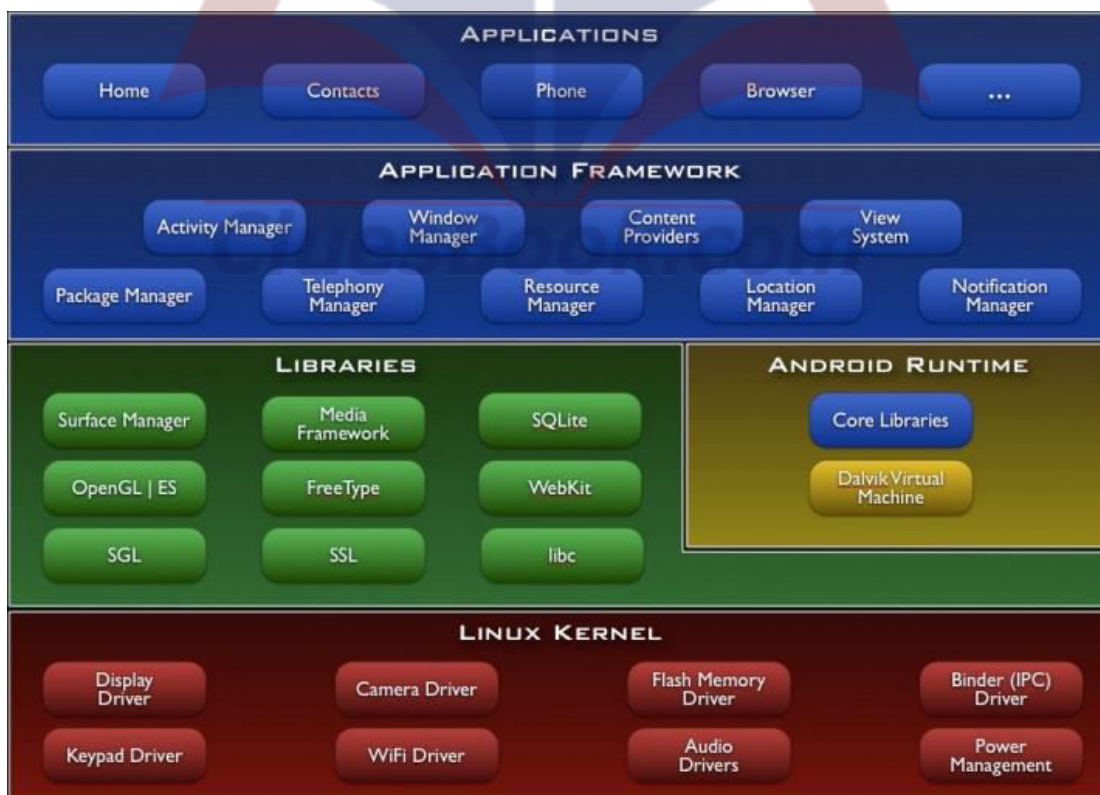 APPLICATIONS
Home
Contacts
Phone
Browser
...
APPLICATION FRAMEWORK
Activity Manager
Window
Manager
Content
Providers
View
System
Package Manager
Telephony
Manager
Resource
Manager
Location
Manager
Notification
Manager
LIBRARIES
Surface Manager
Media
Framework
SQLite
OpenGL | ES
FreeType
WebKit
SGL
SSL
libc
ANDROID RUNTIME
Core Libraries
Dalvik Virtual
Machine
LINUX KERNEL
Display
Driver
Camera Driver
Flash Memory
Driver
Binder (IPC)
Driver
Keypad Driver
WiFi Driver
Audio
Drivers
Power
Management